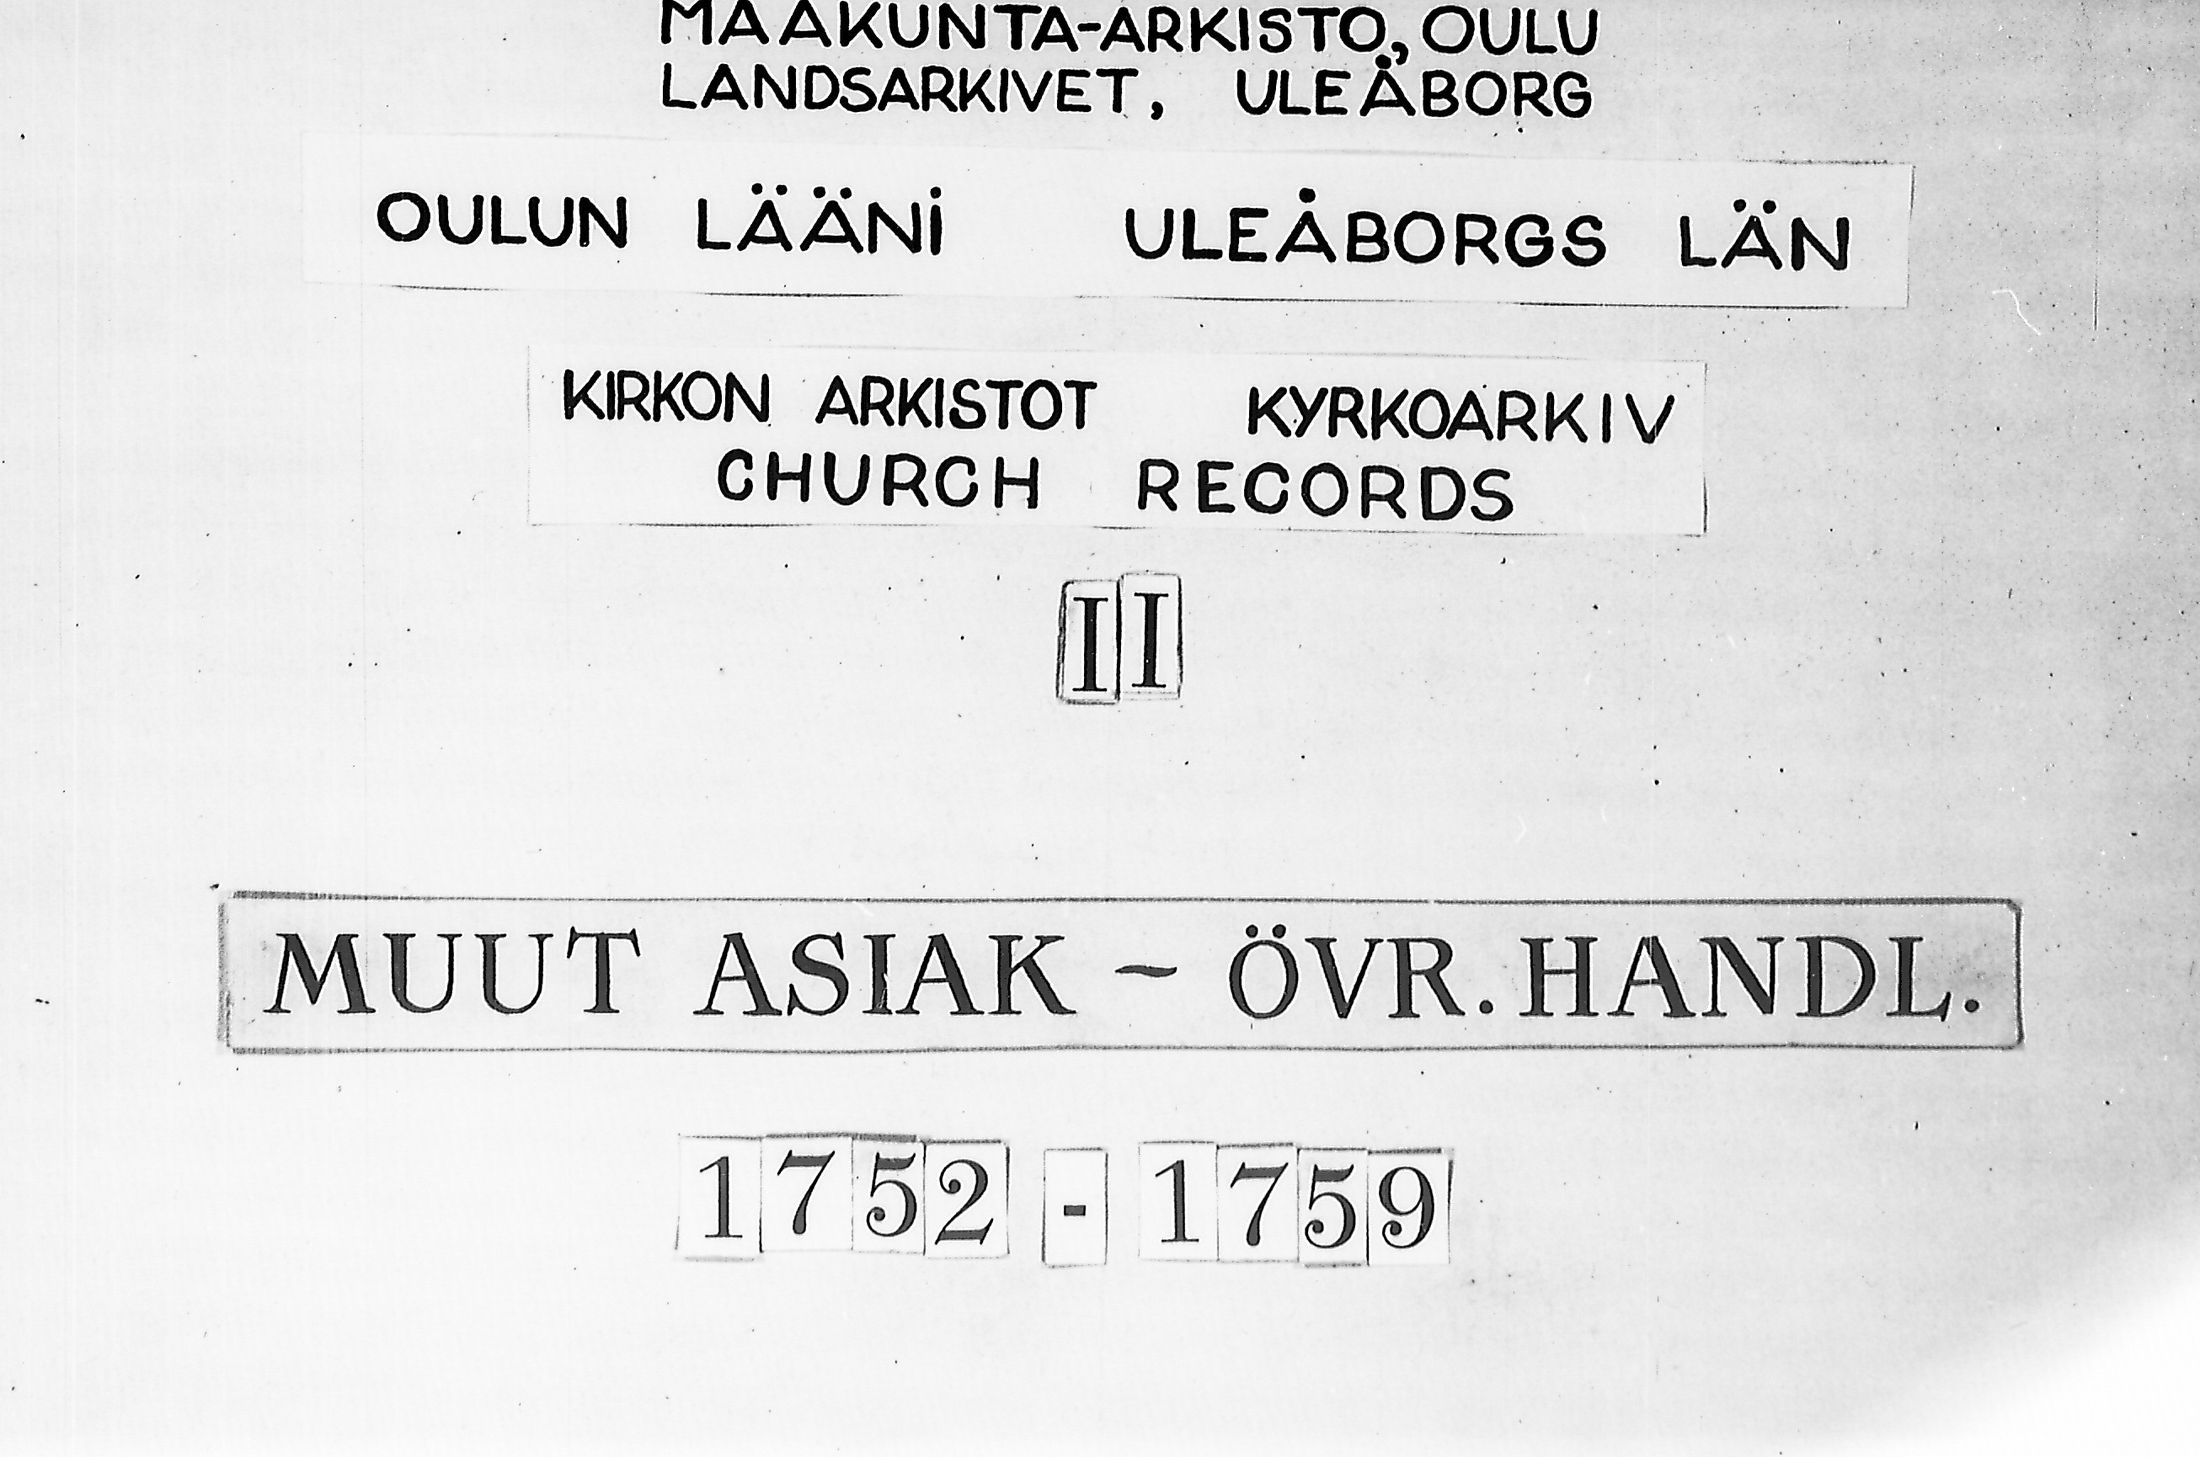 MAAKUNTA-ARKISTO, OULU
LANDSARKIVET, ULEÅBORG
OULUN LÄÄNI ULEÅBORGS LÄN
KIRKON ARKISTOT KYRKOARKIV
CHURCH RECORDS
II
MUUT ASIAK ~ ÖVR. HANDL.
1752 - 1759